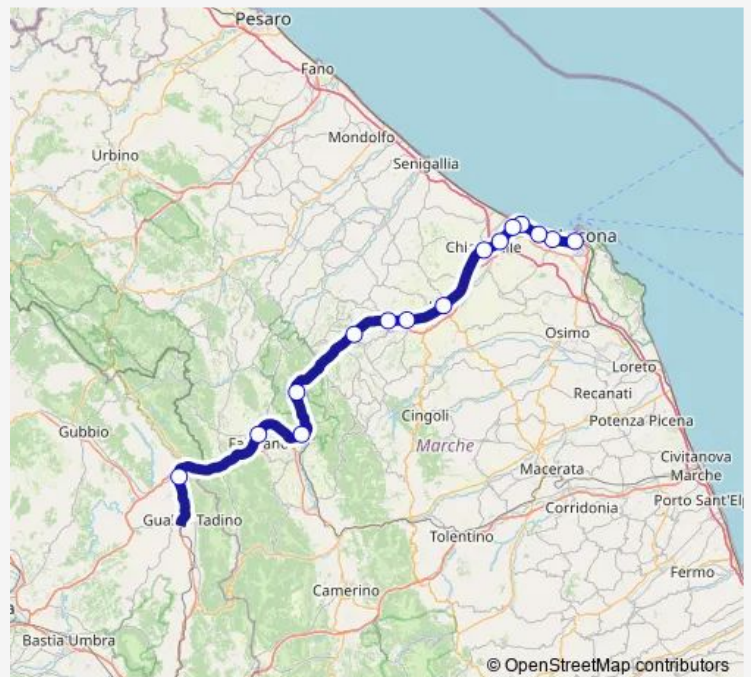 Pesaro
Fano
Mondolfo
Urbino
Senigallia
Osimo
Loreto
Recanati
Cingoli
Potenza Picena
Gubbio
Marche
Civitanova
Marche
Macerata
Corridonia
Porto Sant'El
Tadino
Tolentino
Fermo
Camerino
Bastia Umbra
© OpenStreetMap contributors